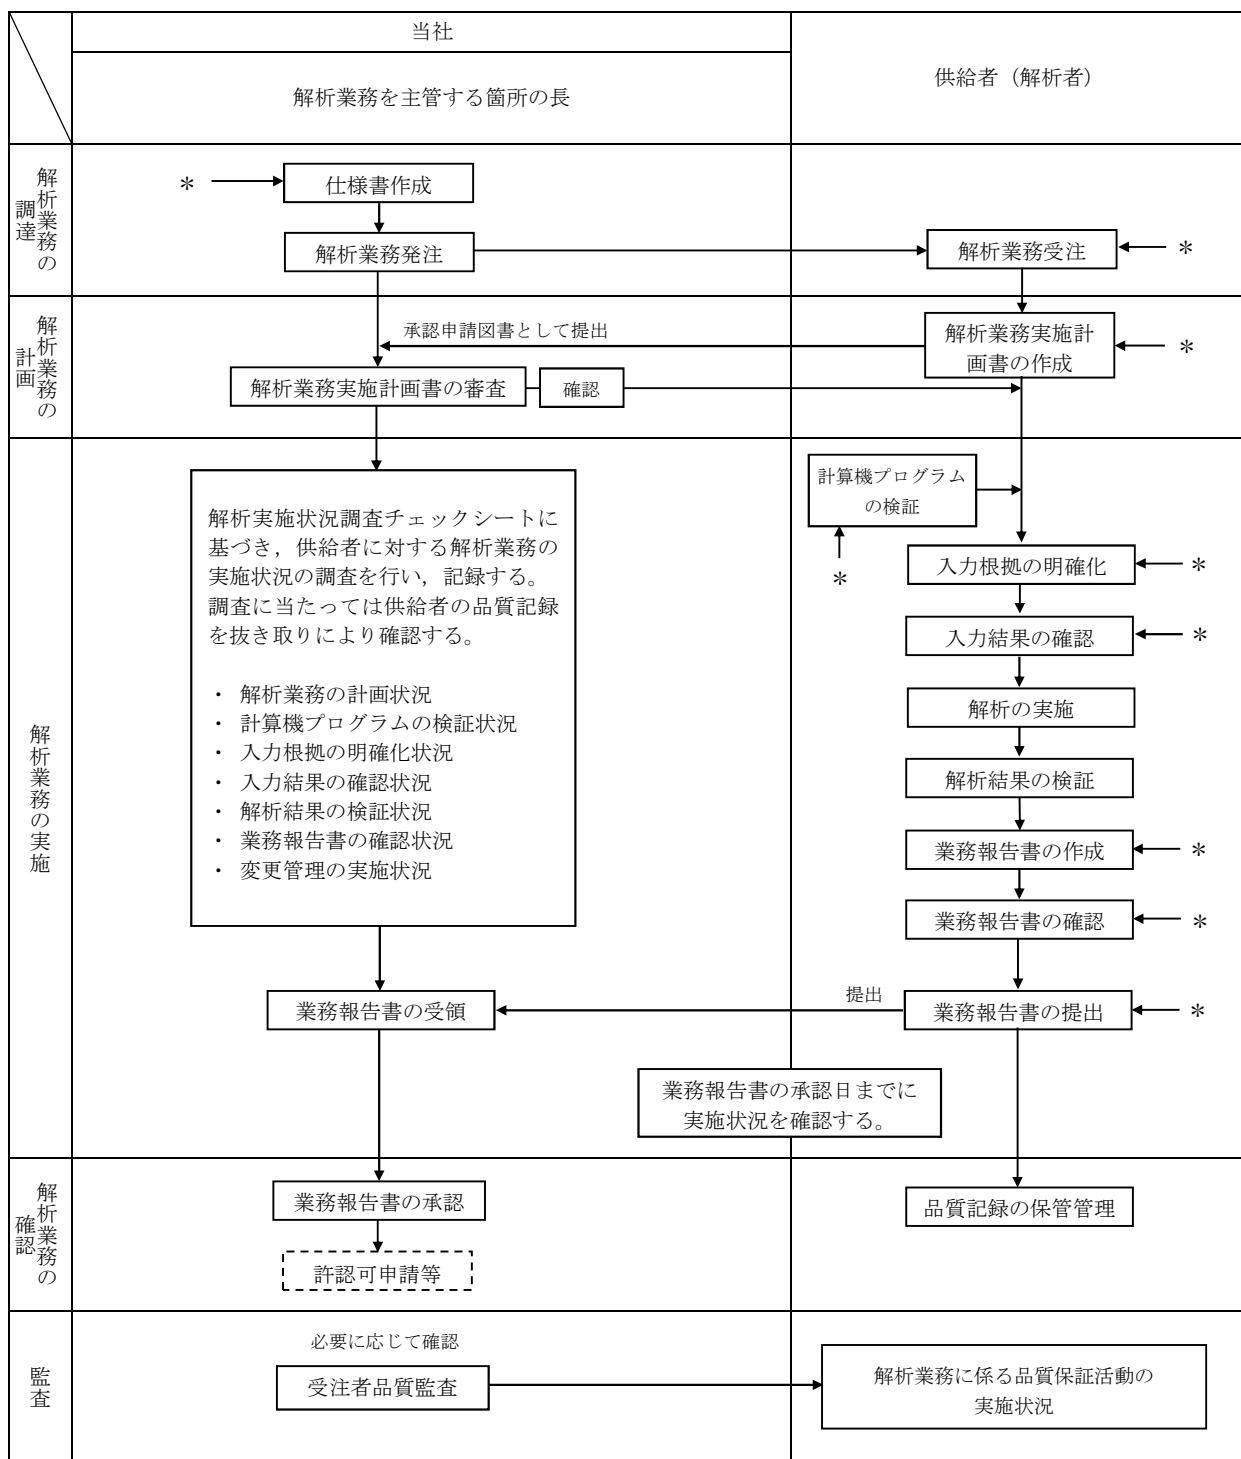 当社
解析業務を主管する箇所の長
供給者（解析者）
解析業務の
調達
＊
仕様書作成
解析業務発注
解析業務受注
＊
解析業務の
計画
承認申請図書として提出
解析業務実施計
画書の作成
＊
解析業務実施計画書の審査
確認
解析業務の実施
解析実施状況調査チェックシートに
基づき，供給者に対する解析業務の
実施状況の調査を行い，記録する。
調査に当たっては供給者の品質記録
を抜き取りにより確認する。
・ 解析業務の計画状況
・ 計算機プログラムの検証状況
・ 入力根拠の明確化状況
・ 入力結果の確認状況
・ 解析結果の検証状況
・ 業務報告書の確認状況
・ 変更管理の実施状況
計算機プログラム
の検証
＊
入力根拠の明確化
＊
入力結果の確認
＊
解析の実施
解析結果の検証
業務報告書の作成
＊
業務報告書の確認
＊
業務報告書の受領
提出
業務報告書の提出
＊
業務報告書の承認日までに
実施状況を確認する。
解析業務の
確認
業務報告書の承認
許認可申請等
品質記録の保管管理
監査
必要に応じて確認
受注者品質監査
解析業務に係る品質保証活動の
実施状況